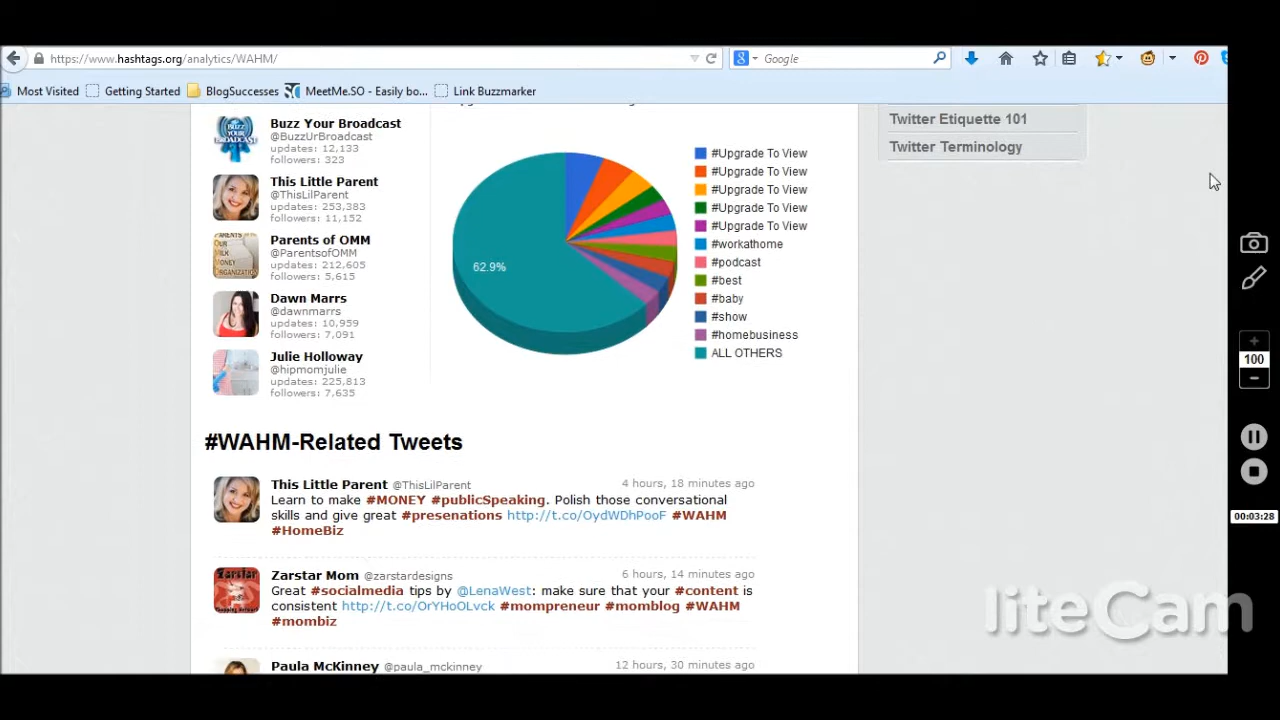 https://www.hashtags.org/analytics/WAHM/
Google
Most Visited
Getting Started
BlogSuccesses
MeetMe.SO - Easily bo...
Link Buzzmarker
Buzz Your Broadcast
@BuzzUrBroadcast
updates: 12,133
followers: 323
This Little Parent
@ThisLilParent
updates: 253,383
followers: 11,152
Parents of OMM
@ParentsofOMM
updates: 212,605
followers: 5,615
Dawn Marrs
@dawnmarrs
updates: 10,959
followers: 7,091
Julie Holloway
@hipmomjulie
updates: 225,813
followers: 7,635
62.9%
#Upgrade To View
#Upgrade To View
#Upgrade To View
#Upgrade To View
#Upgrade To View
#workathome
#podcast
#best
#baby
#show
#homebusiness
ALL OTHERS
Twitter Etiquette 101
Twitter Terminology
#WAHM-Related Tweets
This Little Parent @ThisLilParent 4 hours, 18 minutes ago
Learn to make #MONEY #publicSpeaking. Polish those conversational
skills and give great #presenations http://t.co/OydWDhPooF #WAHM
#HomeBiz
Zarstar Mom @zarstardesigns 6 hours, 14 minutes ago
Great #socialmedia tips by @LenaWest: make sure that your #content is
consistent http://t.co/OrYHoOLvck #mompreneur #momblog #WAHM
#mombiz
Paula McKinney @paula_mckinney 12 hours, 30 minutes ago
100
00:03:28
liteCam